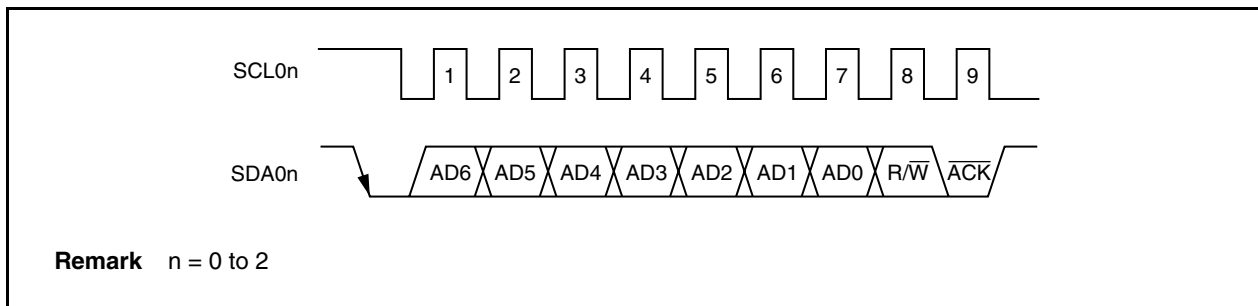 SCL0n 1 2 3 4 5 6 7 8 9
SDA0n AD6 AD5 AD4 AD3 AD2 AD1 AD0 R/W̅ A̅C̅K̅
Remark n = 0 to 2